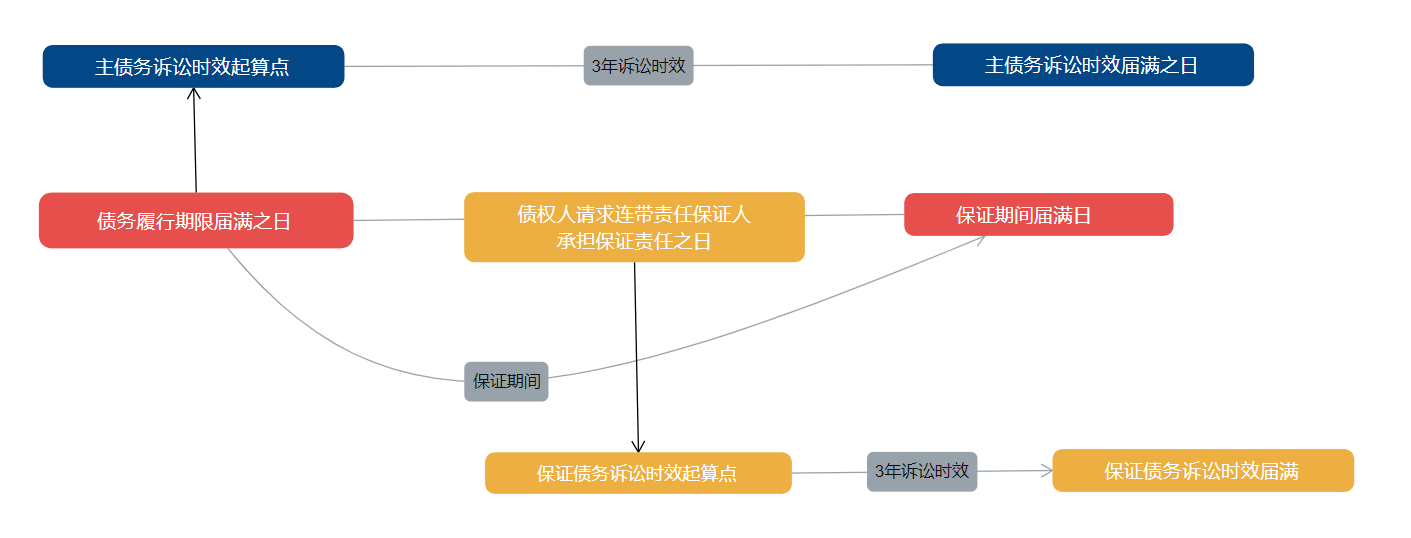 主债务诉讼时效起算点
3年诉讼时效
主债务诉讼时效届满之日
债务履行期限届满之日
债权人请求连带责任保证人
承担保证责任之日
保证期间届满日
保证期间
保证债务诉讼时效起算点
3年诉讼时效
保证债务诉讼时效届满